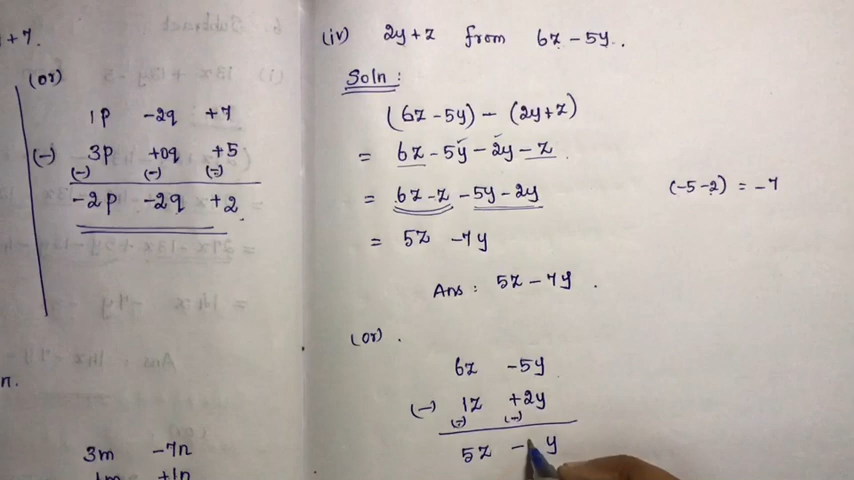 +7.
(or)
1p -2q +7
(-) 3p +0q +5
(-) (-) (-)
-2p -2q +2.
n.
3m -7n
+1n
(iv) 2y+z from 6z-5y.
Soln:
(6z-5y) - (2y+z)
= 6z-5y-2y-z.
= 6z-z -5y-2y
(-5-2) = -7
= 5z -7y
Ans: 5z-7y.
(or).
6z -5y
(-) 1z +2y
(-) (-)
5z - y